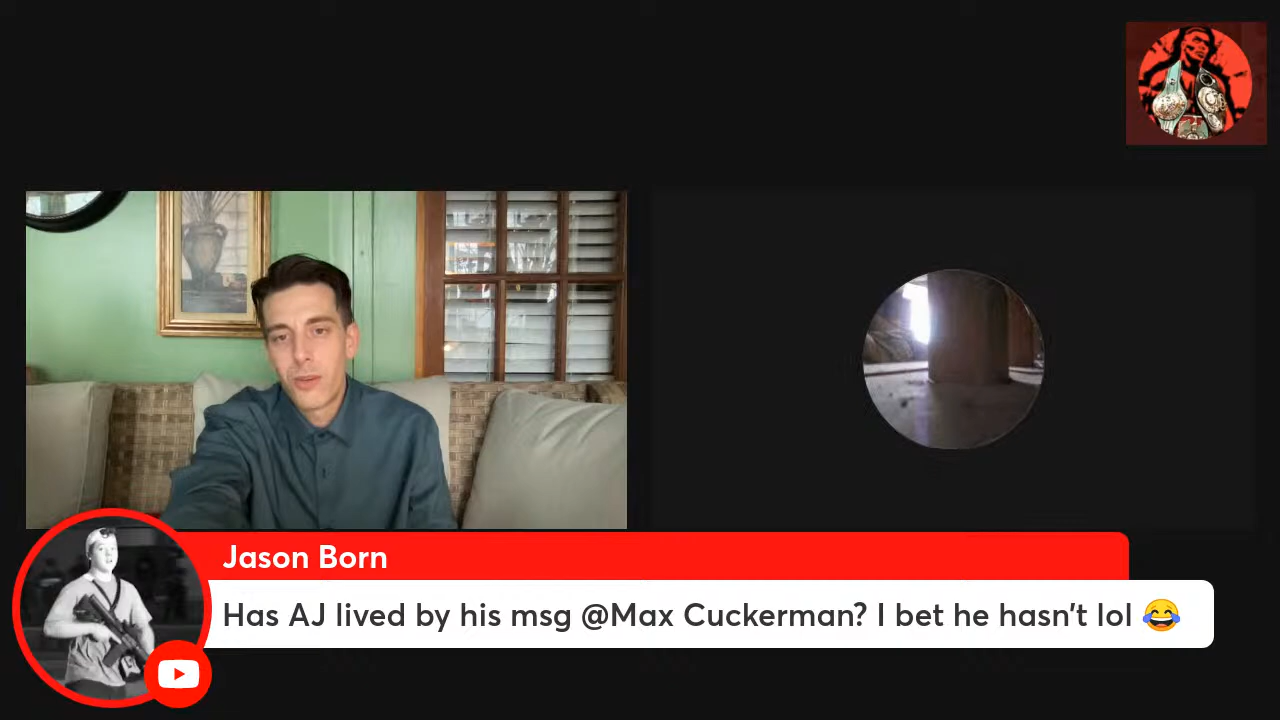 Jason Born
Has AJ lived by his msg @Max Cuckerman? I bet he hasn't lol 😂